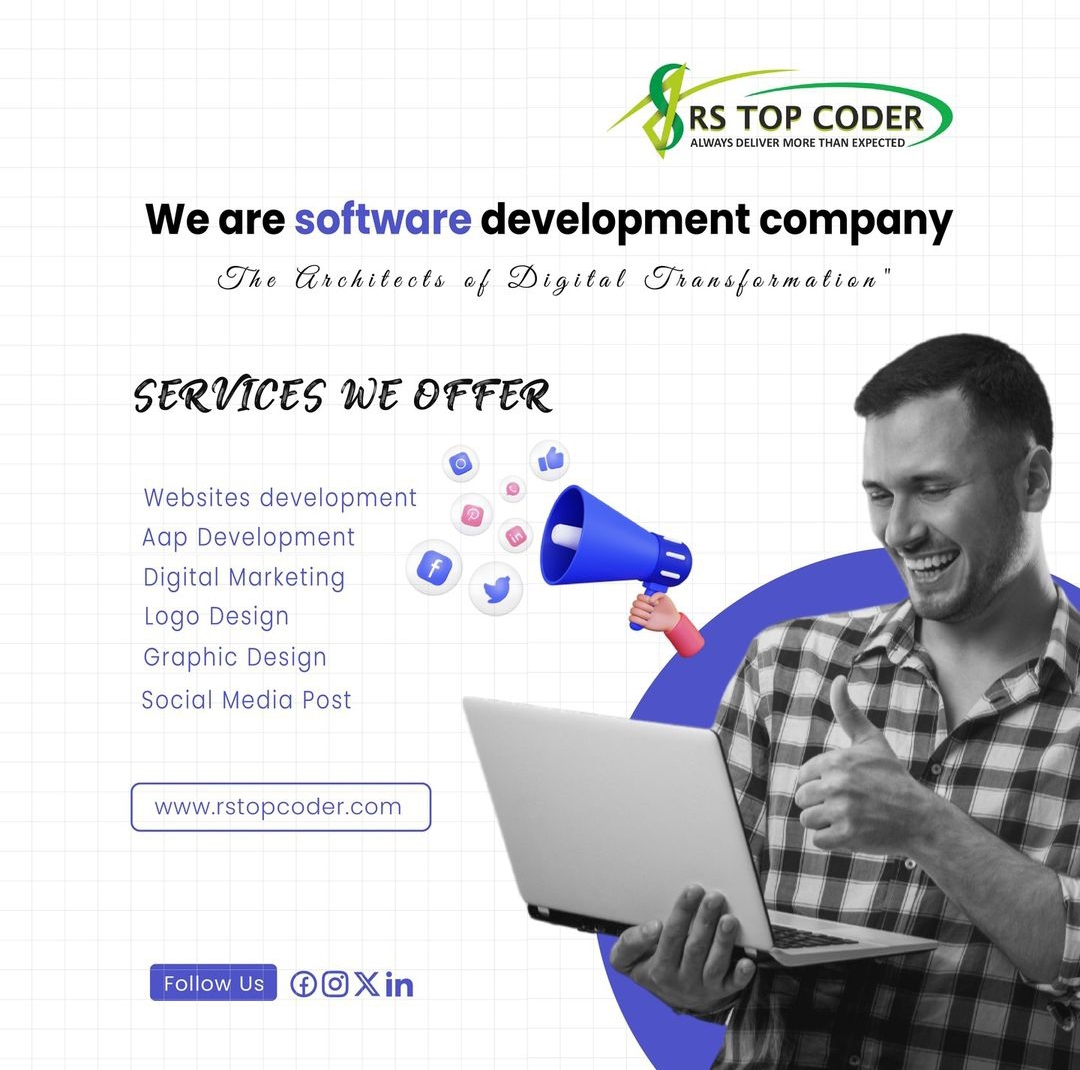 RS TOP CODER
ALWAYS DELIVER MORE THAN EXPECTED
We are software development company
The Architects of Digital Transformation"
SERVICES WE OFFER
Websites development
Aap Development
Digital Marketing
Logo Design
Graphic Design
Social Media Post
www.rstopcoder.com
Follow Us